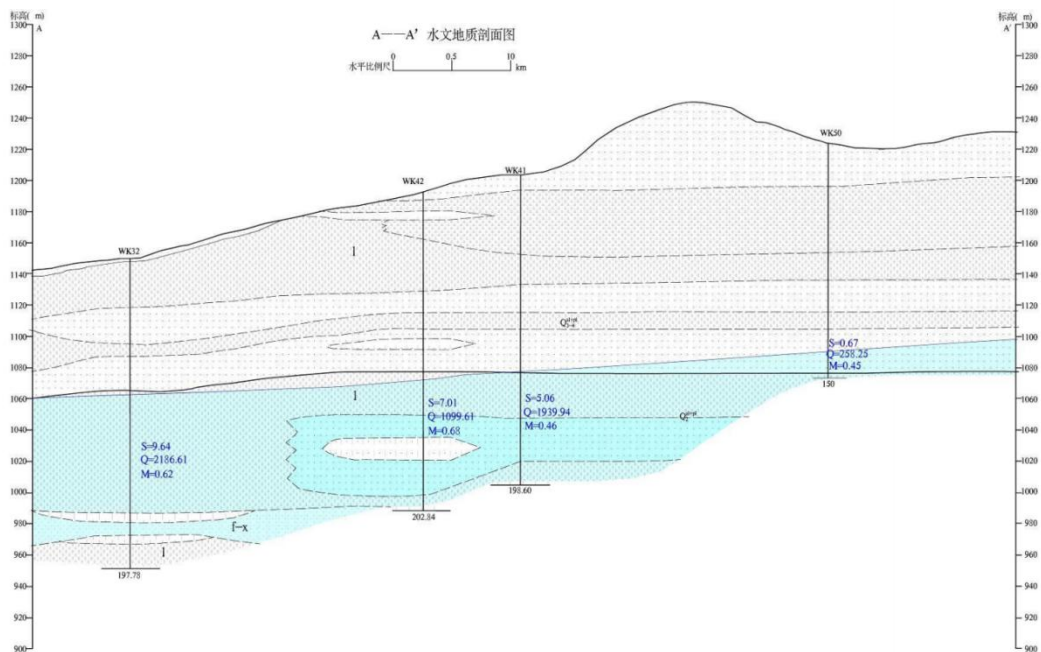 标高( m)
A
A——A' 水文地质剖面图
水平比例尺
0 0.5 10
km
标高( m)
A'
1300 1300
1280 1280
1260 1260
1240 1240
1220 1220
1200 1200
1180 1180
1160 1160
1140 1140
1120 1120
1100 1000
1080 1080
1060 1060
1040 1040
1020 1020
1000 1000
980 980
960 960
940 940
920 920
900 900
WK32
WK42
WK41
WK50
l
l
f-x
l
S=9.64
Q=2186.61
M=0.62
S=7.01
Q=1099.61
M=0.68
S=5.06
Q=1939.94
M=0.46
S=0.67
Q=258.25
M=0.45
197.78
202.84
198.60
150